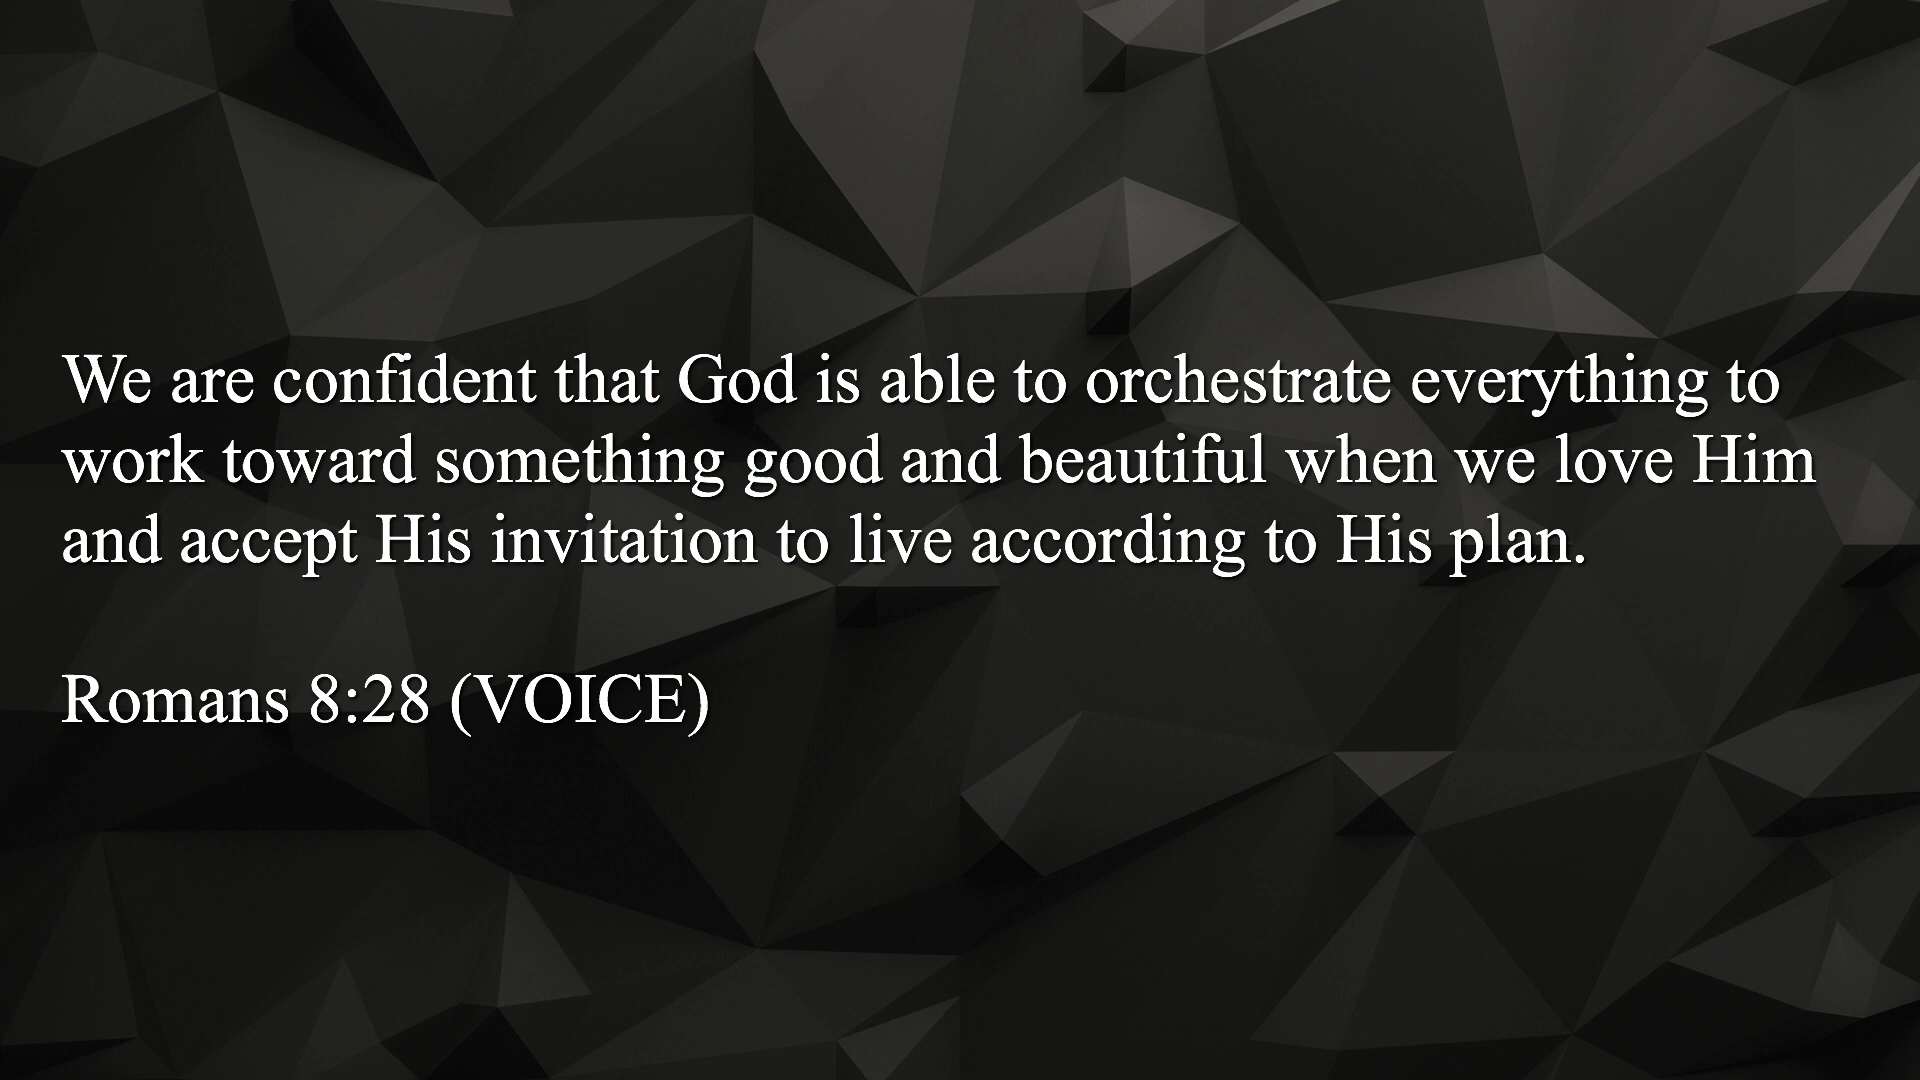 We are confident that God is able to orchestrate everything to
work toward something good and beautiful when we love Him
and accept His invitation to live according to His plan.
Romans 8:28 (VOICE)